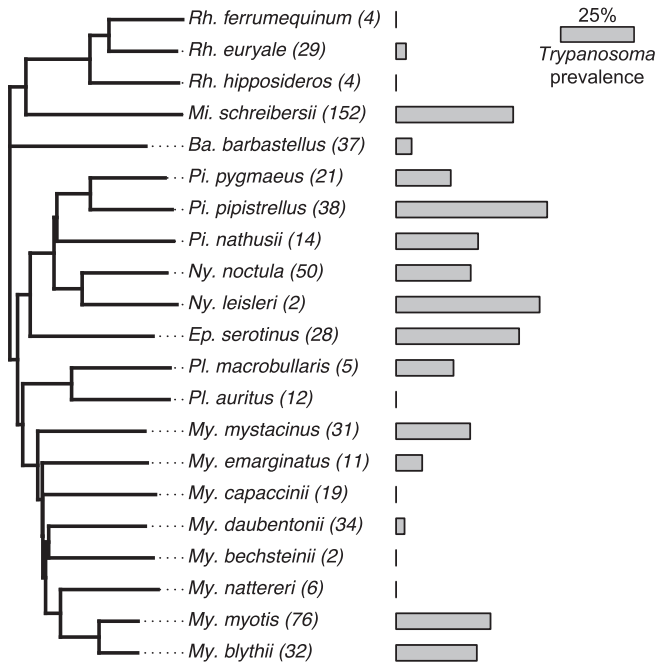 Rh. ferrumequinum (4)
Rh. euryale (29)
Rh. hipposideros (4)
Mi. schreibersii (152)
Ba. barbastellus (37)
Pi. pygmaeus (21)
Pi. pipistrellus (38)
Pi. nathusii (14)
Ny. noctula (50)
Ny. leisleri (2)
Ep. serotinus (28)
Pl. macrobullaris (5)
Pl. auritus (12)
My. mystacinus (31)
My. emarginatus (11)
My. capaccinii (19)
My. daubentonii (34)
My. bechsteinii (2)
My. nattereri (6)
My. myotis (76)
My. blythii (32)
25%
Trypanosoma
prevalence